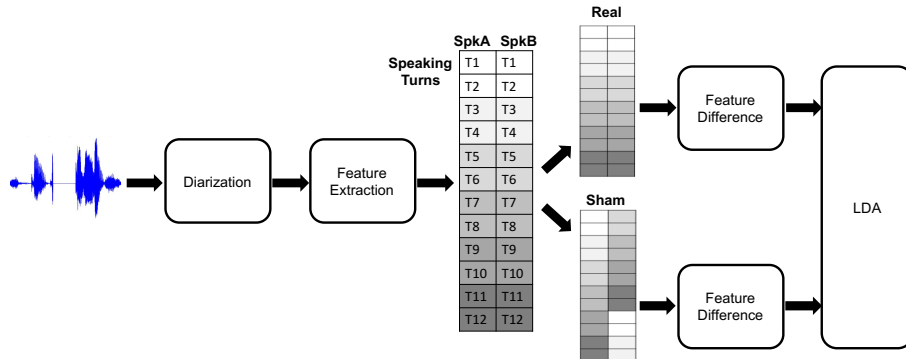 Real
SpkA SpkB
Speaking
Turns
T1 T1
T2 T2
T3 T3
T4 T4
T5 T5
T6 T6
T7 T7
T8 T8
T9 T9
T10 T10
T11 T11
T12 T12
Diarization
Feature
Extraction
Feature
Difference
Sham
Feature
Difference
LDA